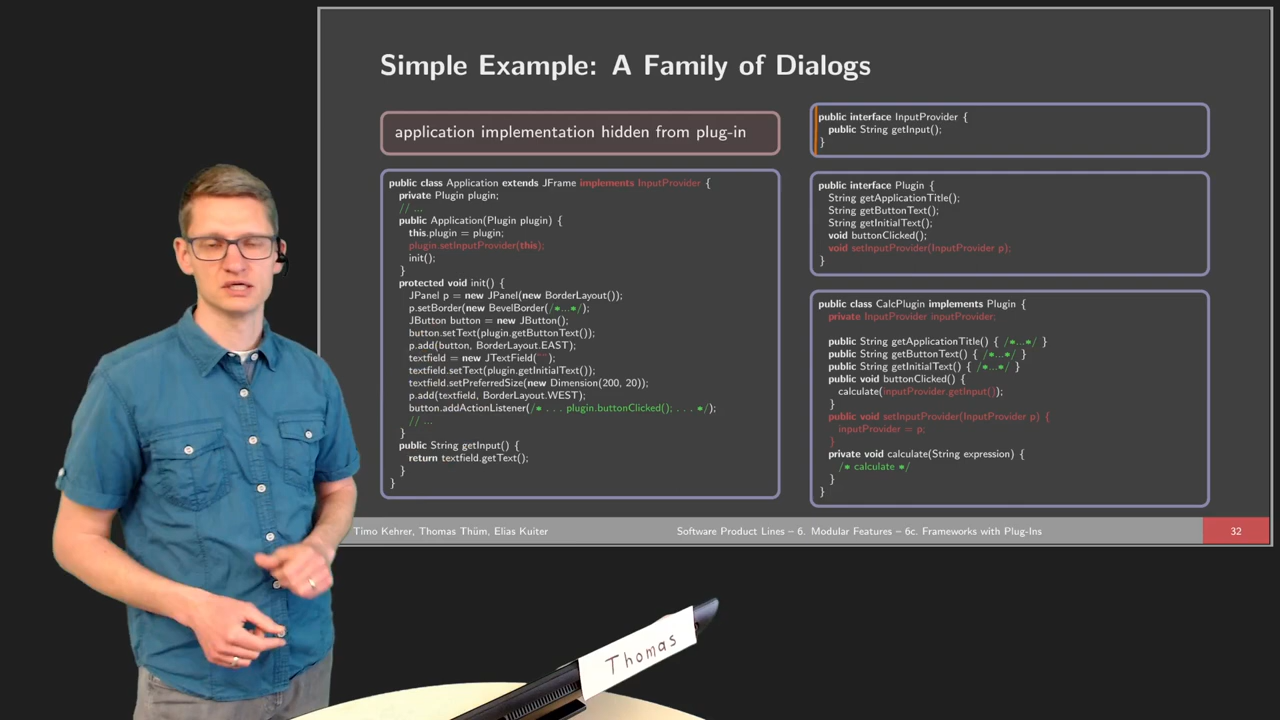 Simple Example: A Family of Dialogs
application implementation hidden from plug-in
public class Application extends JFrame implements InputProvider {
private Plugin plugin;
// ...
public Application(Plugin plugin) {
this.plugin = plugin;
plugin.setInputProvider(this);
init();
}
protected void init() {
JPanel p = new JPanel(new BorderLayout());
p.setBorder(new BevelBorder(/*...*/);
JButton button = new JButton();
button.setText(plugin.getButtonText());
p.add(button, BorderLayout.EAST);
textfield = new JTextField("");
textfield.setText(plugin.getInitialText());
textfield.setPreferredSize(new Dimension(200, 20));
p.add(textfield, BorderLayout.WEST);
button.addActionListener(/* . . . plugin.buttonClicked(); . . . */);
// ...
}
public String getInput() {
return textfield.getText();
}
}
public interface InputProvider {
public String getInput();
}
public interface Plugin {
String getApplicationTitle();
String getButtonText();
String getInitialText();
void buttonClicked();
void setInputProvider(InputProvider p);
}
public class CalcPlugin implements Plugin {
private InputProvider inputProvider;
public String getApplicationTitle() { /*...*/ }
public String getButtonText() { /*...*/ }
public String getInitialText() { /*...*/ }
public void buttonClicked() {
calculate(inputProvider.getInput());
}
public void setInputProvider(InputProvider p) {
inputProvider = p;
}
private void calculate(String expression) {
/* calculate */
}
}
Timo Kehrer, Thomas Thüm, Elias Kuiter
Software Product Lines – 6. Modular Features – 6c. Frameworks with Plug-Ins
32
Thomas